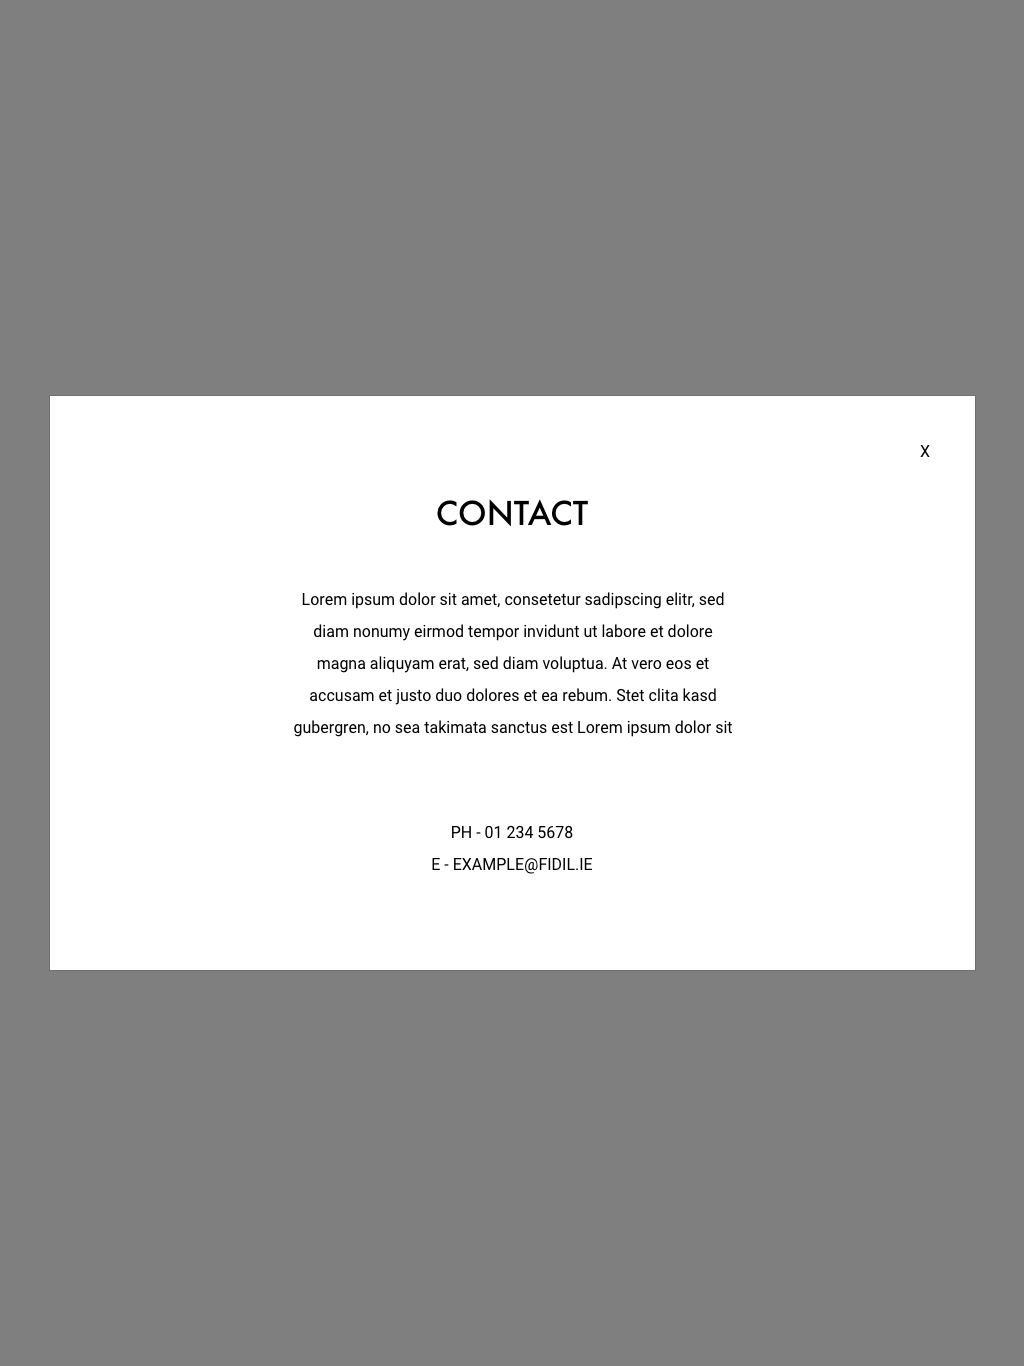 X
CONTACT
Lorem ipsum dolor sit amet, consetetur sadipscing elitr, sed
diam nonumy eirmod tempor invidunt ut labore et dolore
magna aliquyam erat, sed diam voluptua. At vero eos et
accusam et justo duo dolores et ea rebum. Stet clita kasd
gubergren, no sea takimata sanctus est Lorem ipsum dolor sit
PH - 01 234 5678
E - EXAMPLE@FIDIL.IE